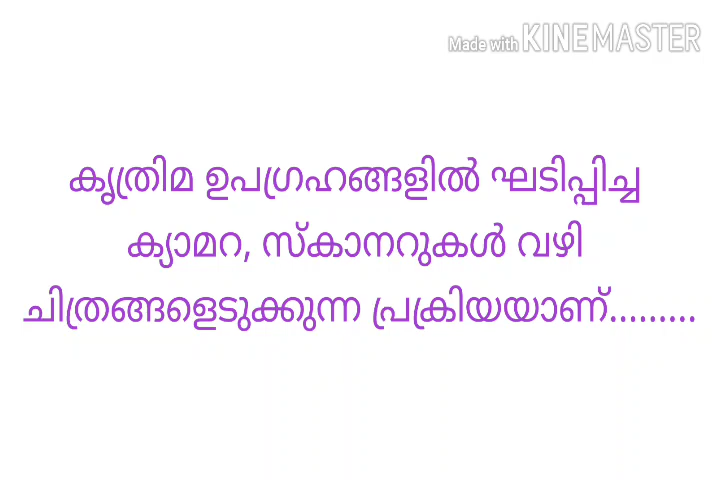 Made with KINEMASTER
കൃത്രിമ ഉപഗ്രഹങ്ങളിൽ ഘടിപ്പിച്ച
ക്യാമറ, സ്കാനറുകൾ വഴി
ചിത്രങ്ങളെടുക്കുന്ന പ്രക്രിയയാണ്.........